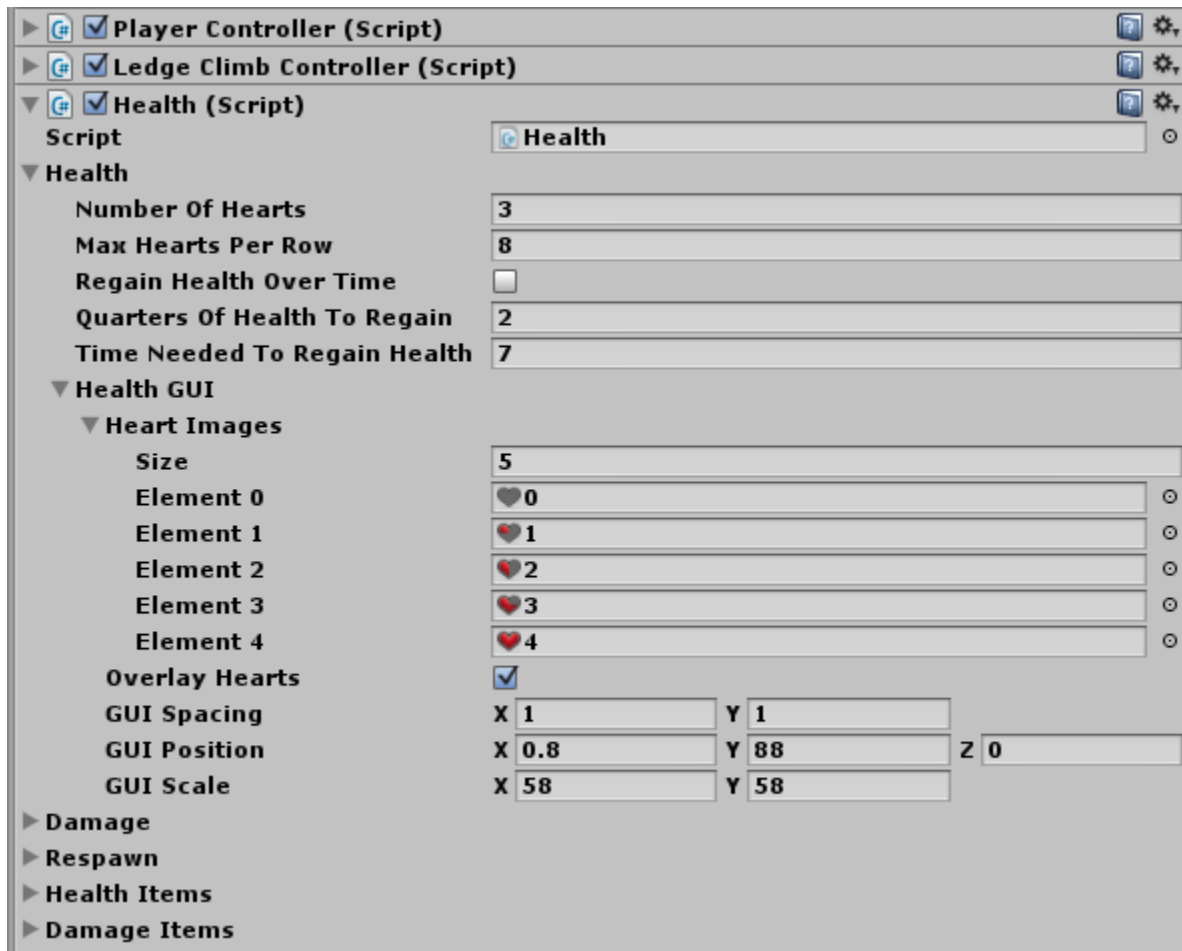 Player Controller (Script)
Ledge Climb Controller (Script)
Health (Script)
Script Health
Health
Number Of Hearts 3
Max Hearts Per Row 8
Regain Health Over Time
Quarters Of Health To Regain 2
Time Needed To Regain Health 7
Health GUI
Heart Images
Size 5
Element 0 0
Element 1 1
Element 2 2
Element 3 3
Element 4 4
Overlay Hearts
GUI Spacing X 1 Y 1
GUI Position X 0.8 Y 88 Z 0
GUI Scale X 58 Y 58
Damage
Respawn
Health Items
Damage Items